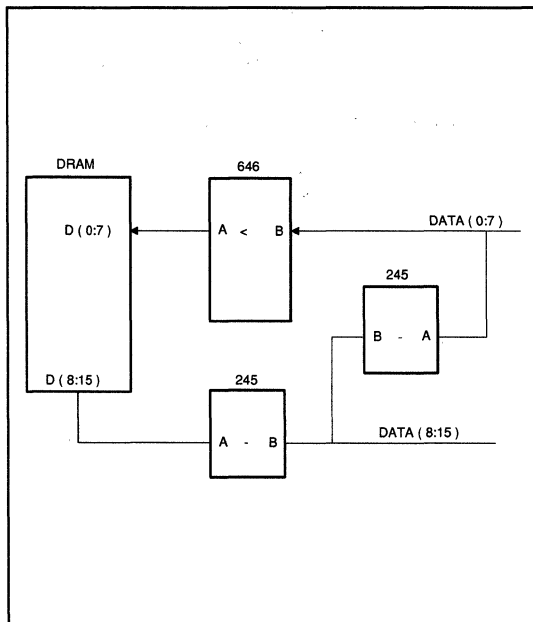 DRAM
646
D ( 0:7 )
A < B
DATA ( 0:7 )
245
B - A
D ( 8:15 )
245
A - B
DATA ( 8:15 )